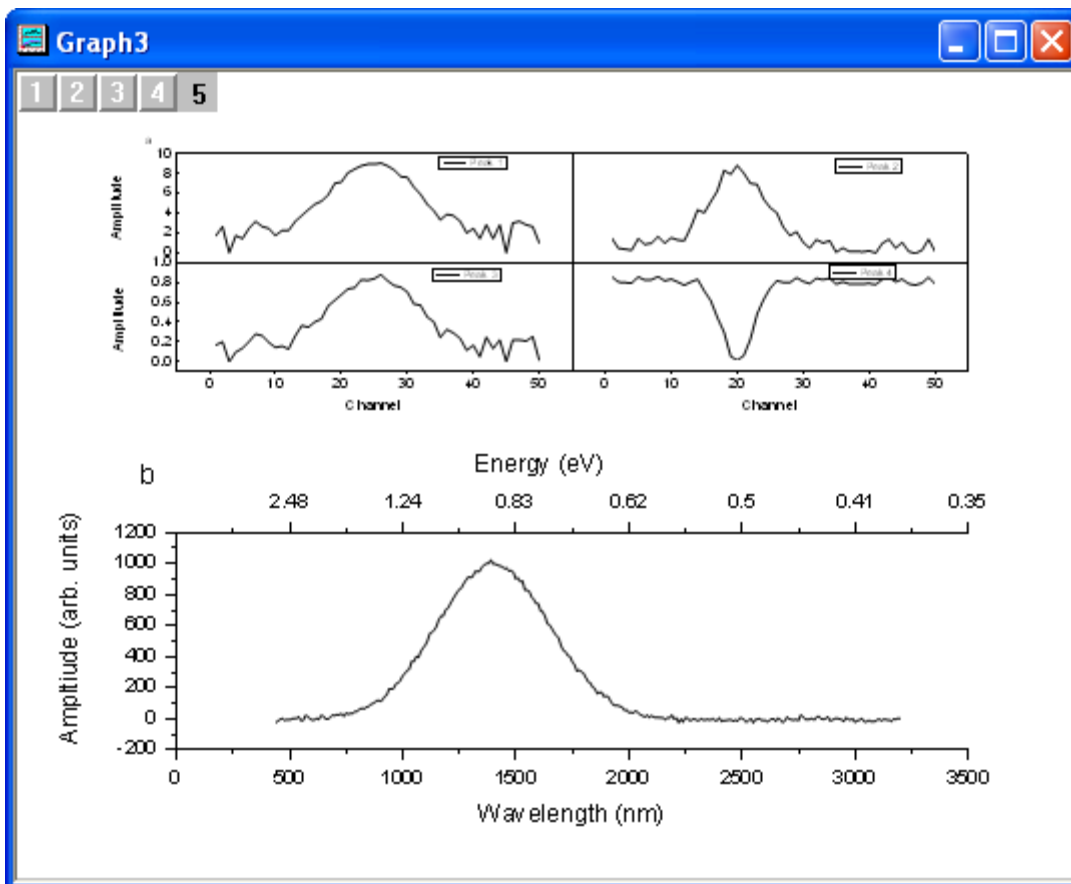 Graph3
1 2 3 4 5
a
10
8
6
4
2
0
Amplitude
Peak 1
Peak 2
1.0
0.8
0.6
0.4
0.2
0.0
Amplitude
Peak 3
Peak 4
0 10 20 30 40 50
0 10 20 30 40 50
Channel
Channel
b
Energy (eV)
2.48 1.24 0.83 0.62 0.5 0.41 0.35
1200
1000
800
600
400
200
0
-200
Ampltiude (arb. units)
0 500 1000 1500 2000 2500 3000 3500
Wavelength (nm)